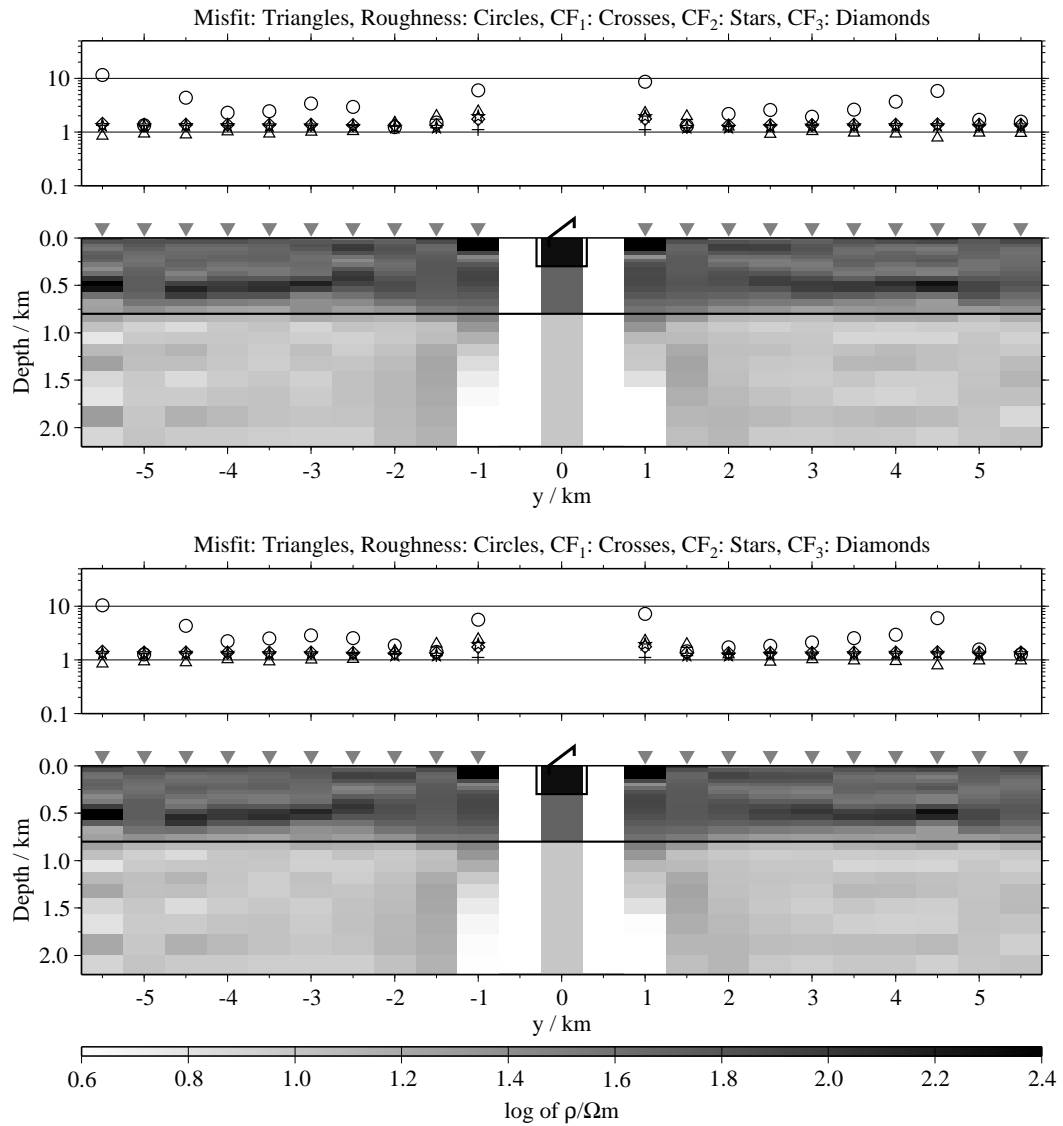 Misfit: Triangles, Roughness: Circles, CF₁: Crosses, CF₂: Stars, CF₃: Diamonds
10
1
0.1
0.0
0.5
1.0
1.5
2.0
Depth / km
-5 -4 -3 -2 -1 0 1 2 3 4 5
y / km
Misfit: Triangles, Roughness: Circles, CF₁: Crosses, CF₂: Stars, CF₃: Diamonds
10
1
0.1
0.0
0.5
1.0
1.5
2.0
Depth / km
-5 -4 -3 -2 -1 0 1 2 3 4 5
y / km
0.6 0.8 1.0 1.2 1.4 1.6 1.8 2.0 2.2 2.4
log of ρ/Ωm